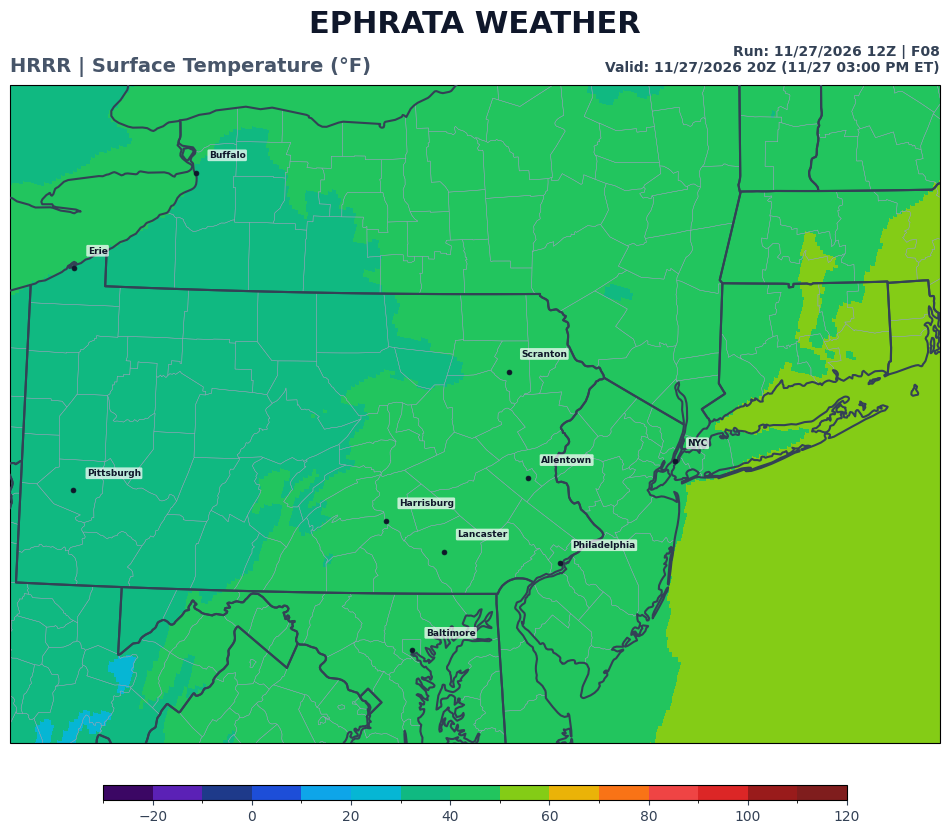 EPHRATA WEATHER
HRRR | Surface Temperature (°F)
Run: 11/27/2026 12Z | F08
Valid: 11/27/2026 20Z (11/27 03:00 PM ET)
Buffalo
Erie
Scranton
NYC
Allentown
Pittsburgh
Harrisburg
Lancaster
Philadelphia
Baltimore
−20 0 20 40 60 80 100 120